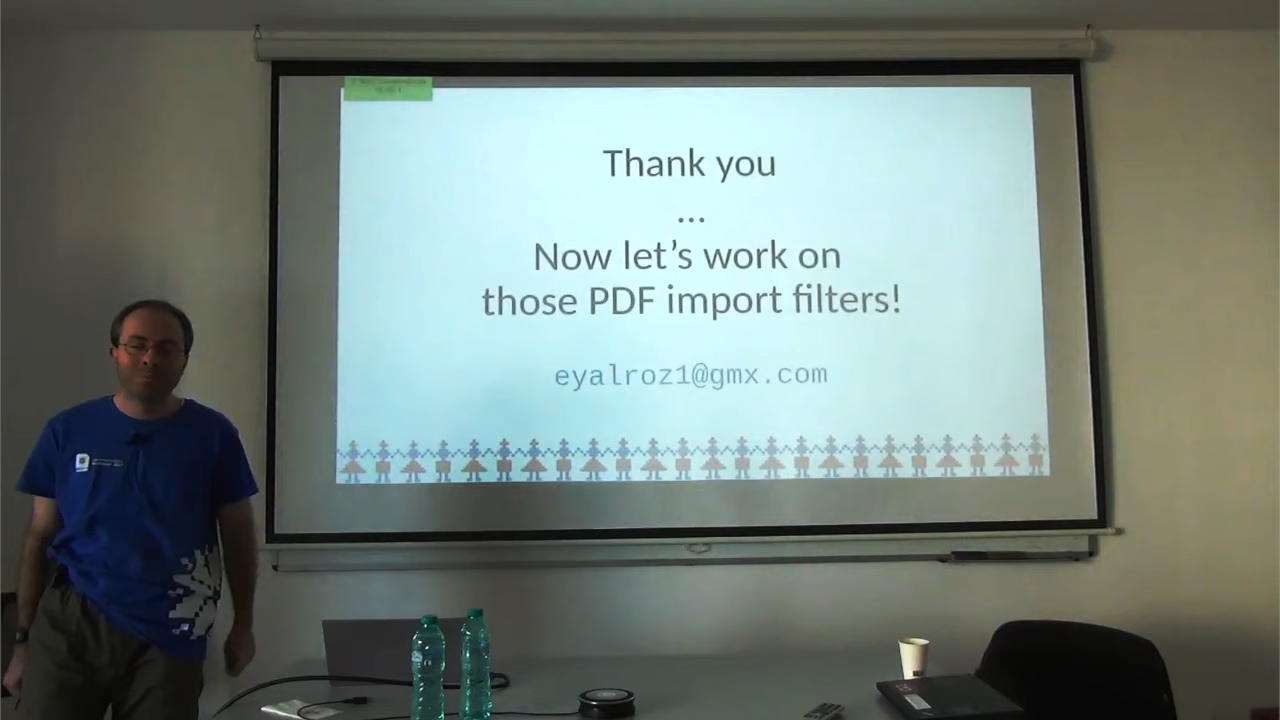 Thank you
...
Now let's work on
those PDF import filters!
eyalroz1@gmx.com